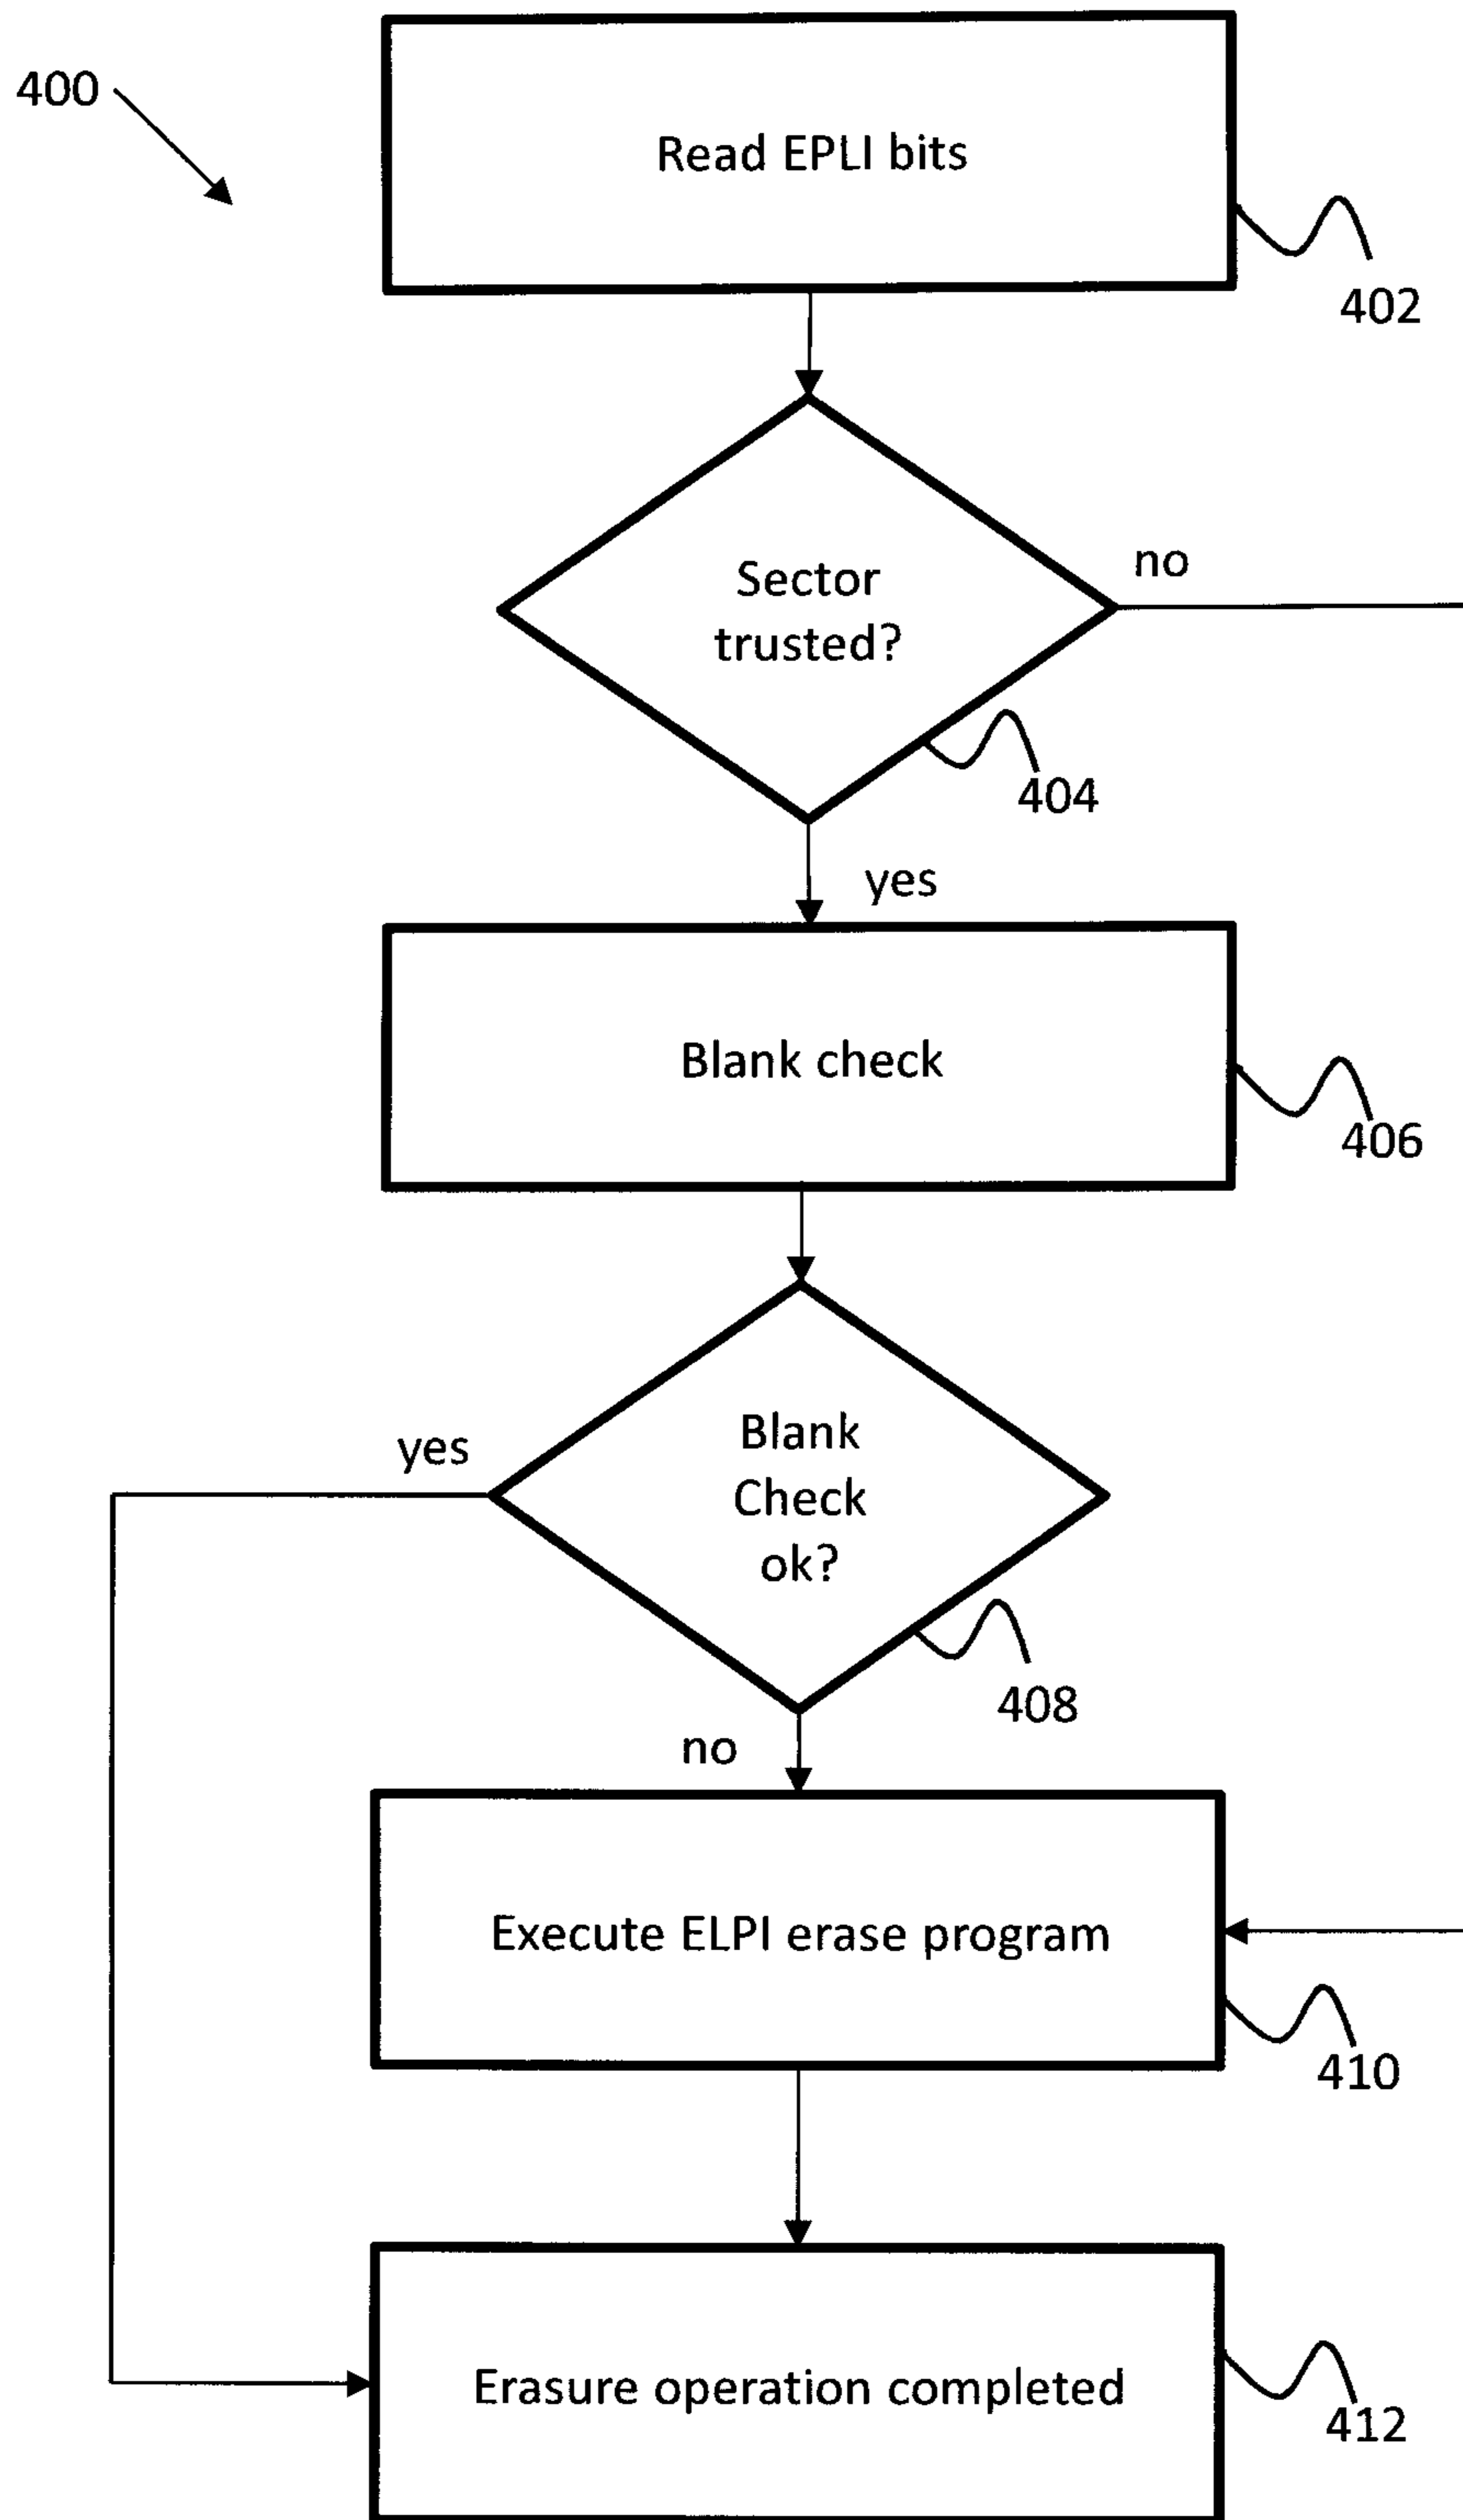 400
Read EPLI bits
402
no
Sector
trusted?
404
yes
Blank check
406
yes
Blank
Check
ok?
408
no
Execute ELPI erase program
410
Erasure operation completed
412